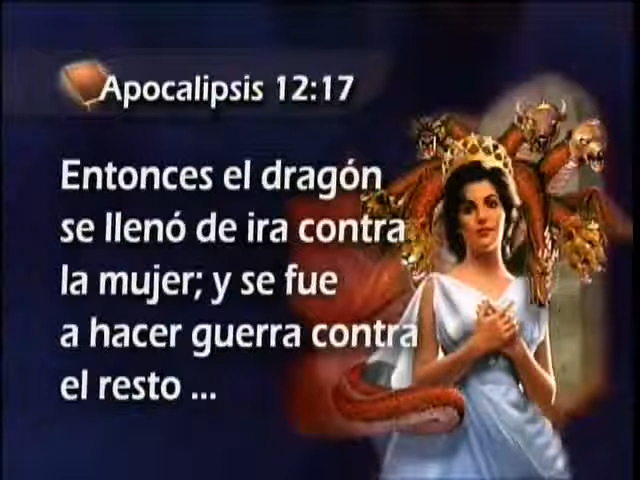 Apocalipsis 12:17
Entonces el dragón
se llenó de ira contra
la mujer; y se fue
a hacer guerra contra
el resto ...